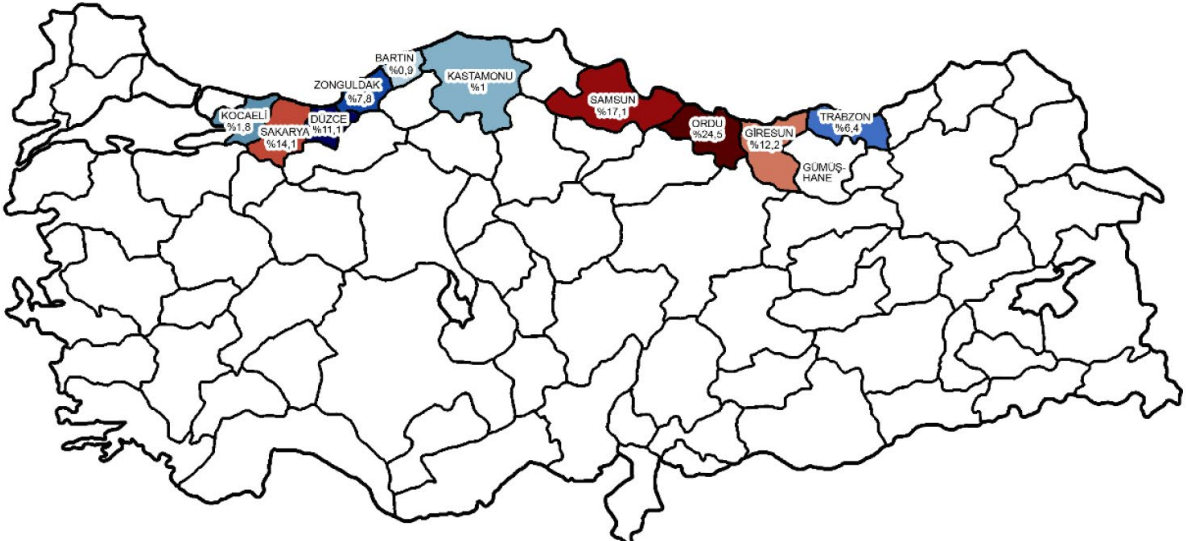 BARTIN
%0,9
KASTAMONU
%1
ZONGULDAK
%7,8
KOCAELİ
%1,8
SAKARYA
%14,1
DÜZCE
%11,1
SAMSUN
%17,1
ORDU
%24,5
GİRESUN
%12,2
TRABZON
%6,4
GÜMÜŞ-
HANE